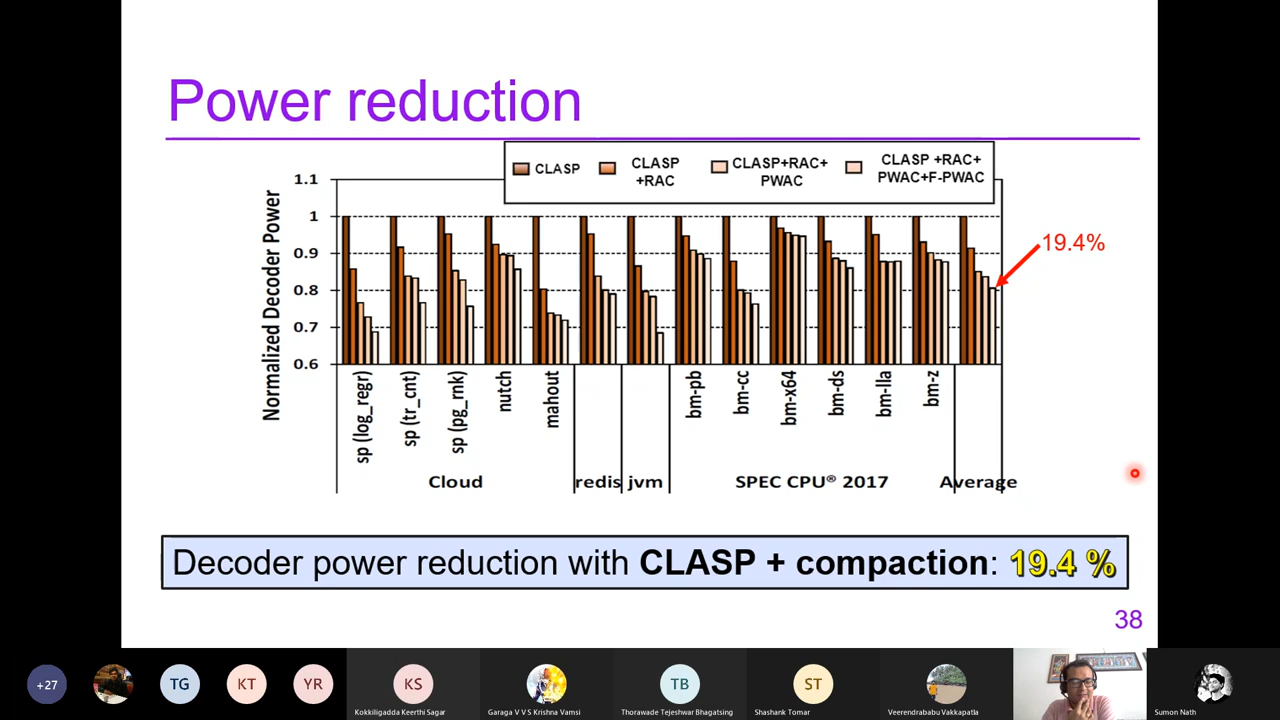 Power reduction
CLASP
CLASP
+RAC
CLASP+RAC+
PWAC
CLASP +RAC+
PWAC+F-PWAC
Normalized Decoder Power
1.1
1
0.9
0.8
0.7
0.6
19.4%
sp (log_regr)
sp (tr_cnt)
sp (pg_rnk)
nutch
mahout
bm-pb
bm-cc
bm-x64
bm-ds
bm-lla
bm-z
Cloud
redis
jvm
SPEC CPU® 2017
Average
Decoder power reduction with CLASP + compaction: 19.4 %
38
+27
TG
KT
YR
KS
TB
ST
Kokkiligadda Keerthi Sagar
Garaga V V S Krishna Vamsi
Thorawade Tejeshwar Bhagatsing
Shashank Tomar
Veerendrababu Vakkapatla
Sumon Nath